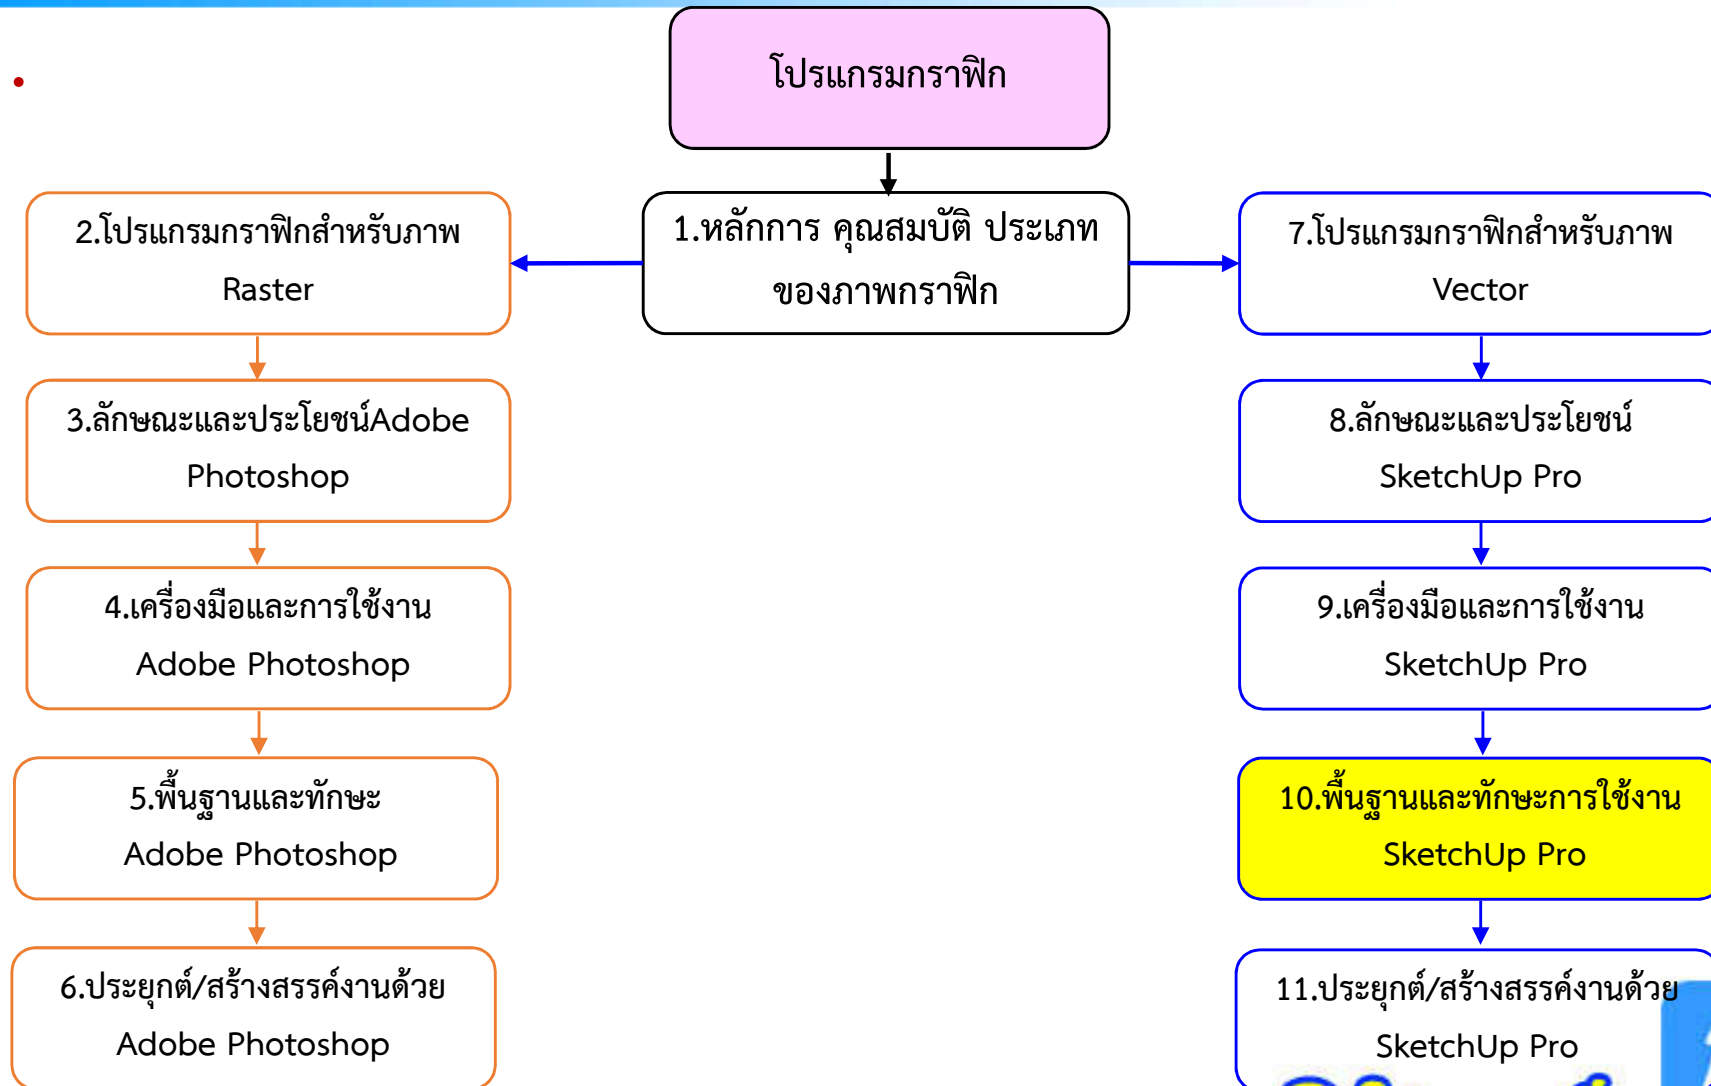 โปรแกรมกราฟิก
1.หลักการ คุณสมบัติ ประเภท
ของภาพกราฟิก
2.โปรแกรมกราฟิกสำหรับภาพ
Raster
3.ลักษณะและประโยชน์Adobe
Photoshop
4.เครื่องมือและการใช้งาน
Adobe Photoshop
5.พื้นฐานและทักษะ
Adobe Photoshop
6.ประยุกต์/สร้างสรรค์งานด้วย
Adobe Photoshop
7.โปรแกรมกราฟิกสำหรับภาพ
Vector
8.ลักษณะและประโยชน์
SketchUp Pro
9.เครื่องมือและการใช้งาน
SketchUp Pro
10.พื้นฐานและทักษะการใช้งาน
SketchUp Pro
11.ประยุกต์/สร้างสรรค์งานด้วย
SketchUp Pro